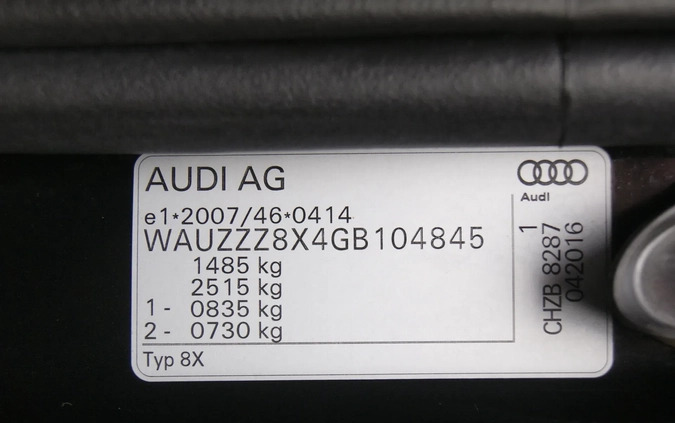 AUDI AG
Audi
e1*2007/46*0414
WAUZZZ8X4GB104845
1485 kg
2515 kg
1 - 0835 kg
2 - 0730 kg
Typ 8X
1
CHZB 8287
042016